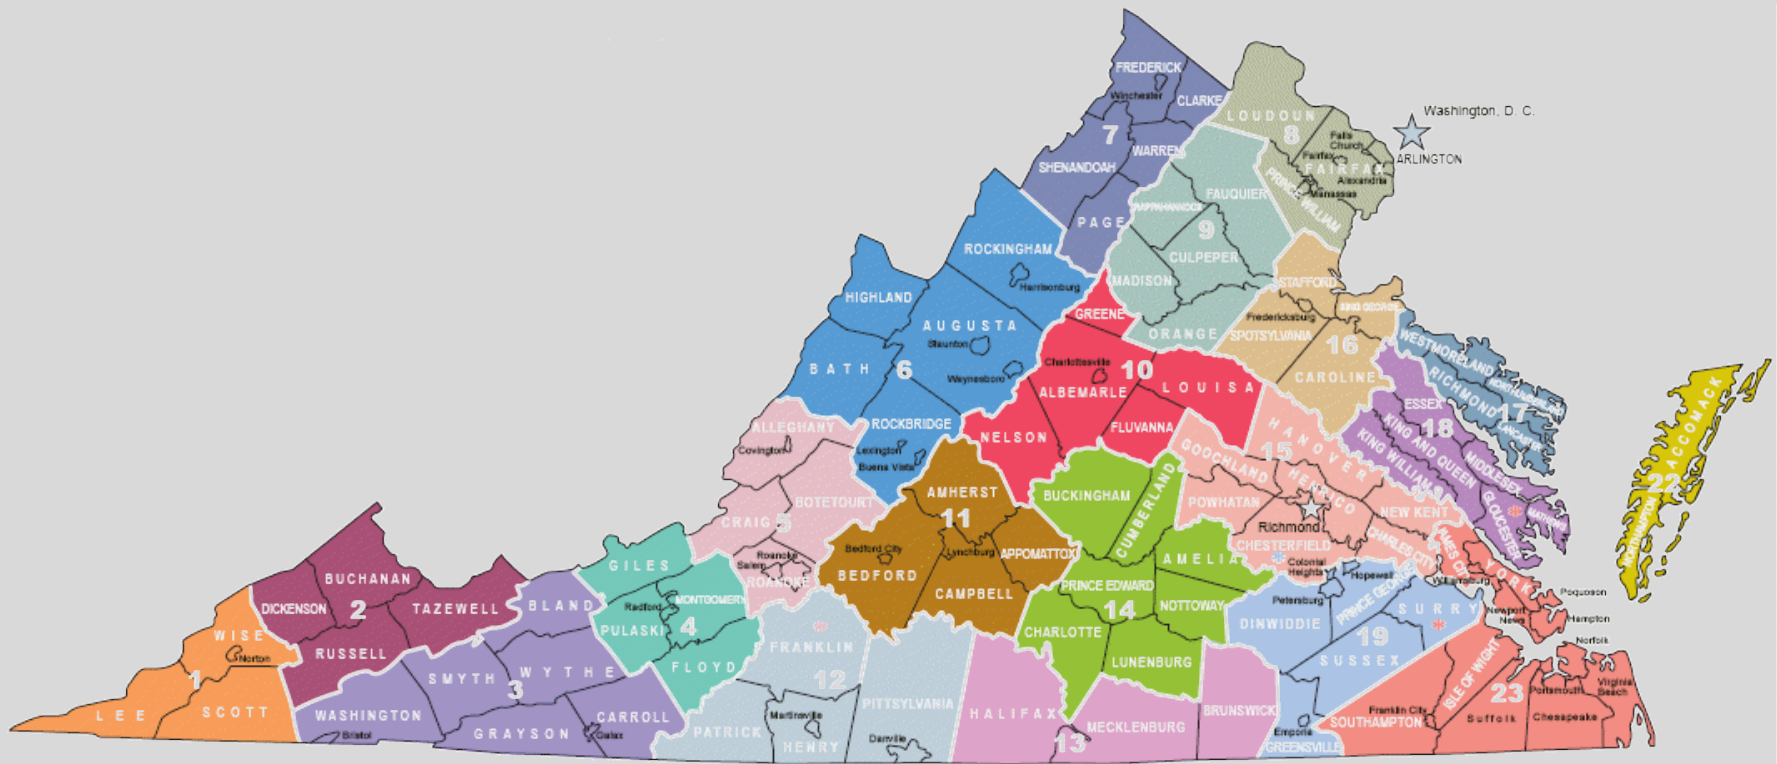 FREDERICK
Winchester
CLARKE
7
WARREN
SHENANDOAH
PAGE
LOUDOUN
8
Falls
Church
Fairfax
FAIRFAX
Alexandria
Manassas
PRINCE WILLIAM
Washington, D. C.
ARLINGTON
FAUQUIER
RAPPAHANNOCK
9
CULPEPER
MADISON
ORANGE
ROCKINGHAM
Harrisonburg
HIGHLAND
AUGUSTA
Staunton
BATH
6
Waynesboro
ROCKBRIDGE
Lexington
Buena Vista
GREENE
Charlottesville
10
ALBEMARLE
LOUISA
NELSON
FLUVANNA
STAFFORD
KING GEORGE
Fredericksburg
SPOTSYLVANIA
16
CAROLINE
WESTMORELAND
RICHMOND
NORTHUMBERLAND
17
LANCASTER
ESSEX
18
KING AND QUEEN
KING WILLIAM
MIDDLESEX
GLOUCESTER
*
MATHEWS
ACCOMACK
22
NORTHAMPTON
ALLEGHANY
Covington
BOTETOURT
CRAIG
5
Roanoke
Salem
ROANOKE
AMHERST
11
Bedford City
Lynchburg
APPOMATTOX
BEDFORD
CAMPBELL
BUCKINGHAM
CUMBERLAND
AMELIA
PRINCE EDWARD
14
NOTTOWAY
CHARLOTTE
LUNENBURG
HANOVER
15
GOOCHLAND
HENRICO
POWHATAN
Richmond
NEW KENT
CHESTERFIELD
*
CHARLES CITY
Colonial
Heights
JAMES CITY
YORK
Williamsburg
Poquoson
Newport
News
Hampton
Norfolk
Hopewell
Petersburg
PRINCE GEORGE
DINWIDDIE
SURRY
*
19
SUSSEX
Emporia
GREENSVILLE
ISLE OF WIGHT
23
Franklin City
SOUTHAMPTON
Suffolk
Portsmouth
Virginia
Beach
Chesapeake
BUCHANAN
DICKENSON
2
TAZEWELL
RUSSELL
WISE
Norton
1
LEE
SCOTT
BLAND
SMYTH
WYTHE
3
WASHINGTON
Bristol
GRAYSON
CARROLL
Galax
GILES
Radford
MONTGOMERY
PULASKI
4
FLOYD
*
FRANKLIN
12
PITTSYLVANIA
PATRICK
Martinsville
HENRY
Danville
HALIFAX
13
MECKLENBURG
BRUNSWICK